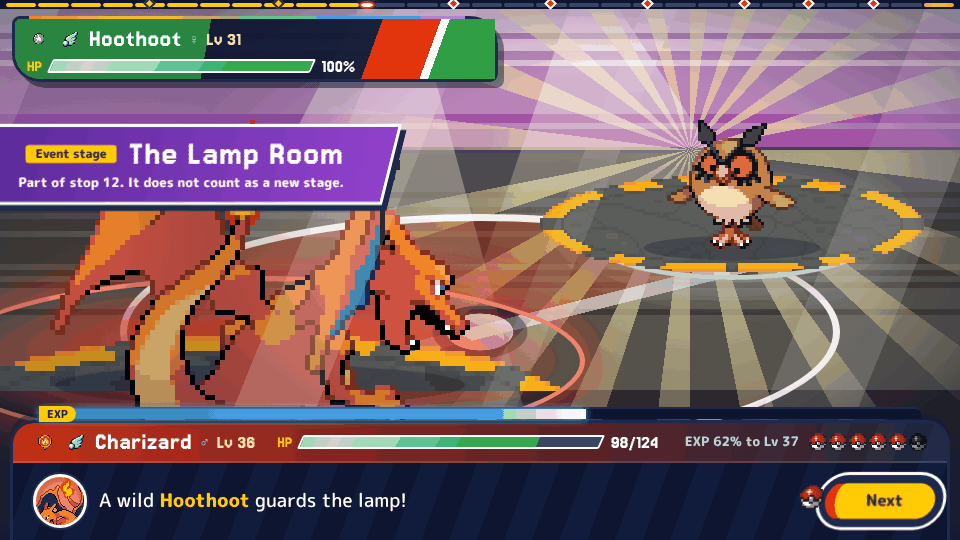 Hoothoot ♀ Lv 31
HP 100%
Event stage The Lamp Room
Part of stop 12. It does not count as a new stage.
EXP
Charizard ♂ Lv 36 HP 98/124 EXP 62% to Lv 37
A wild Hoothoot guards the lamp!
Next